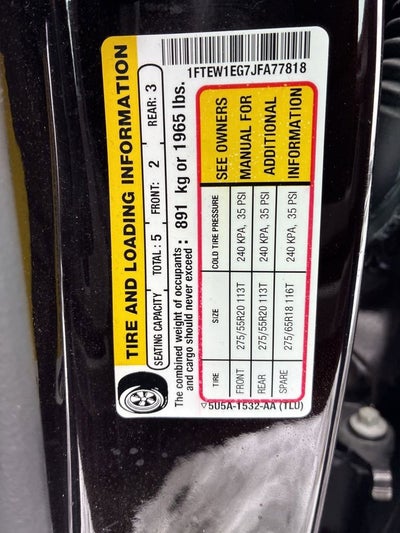 1FTEW1EG7JFA77818
TIRE AND LOADING INFORMATION
SEATING CAPACITY TOTAL : 5 FRONT: 2 REAR: 3
The combined weight of occupants
and cargo should never exceed : 891 kg or 1965 lbs.
TIRE SIZE COLD TIRE PRESSURE SEE OWNERS
FRONT 275/55R20 113T 240 KPA, 35 PSI MANUAL FOR
REAR 275/55R20 113T 240 KPA, 35 PSI ADDITIONAL
SPARE 275/65R18 116T 240 KPA, 35 PSI INFORMATION
5U5A-1532-AA (TLU)